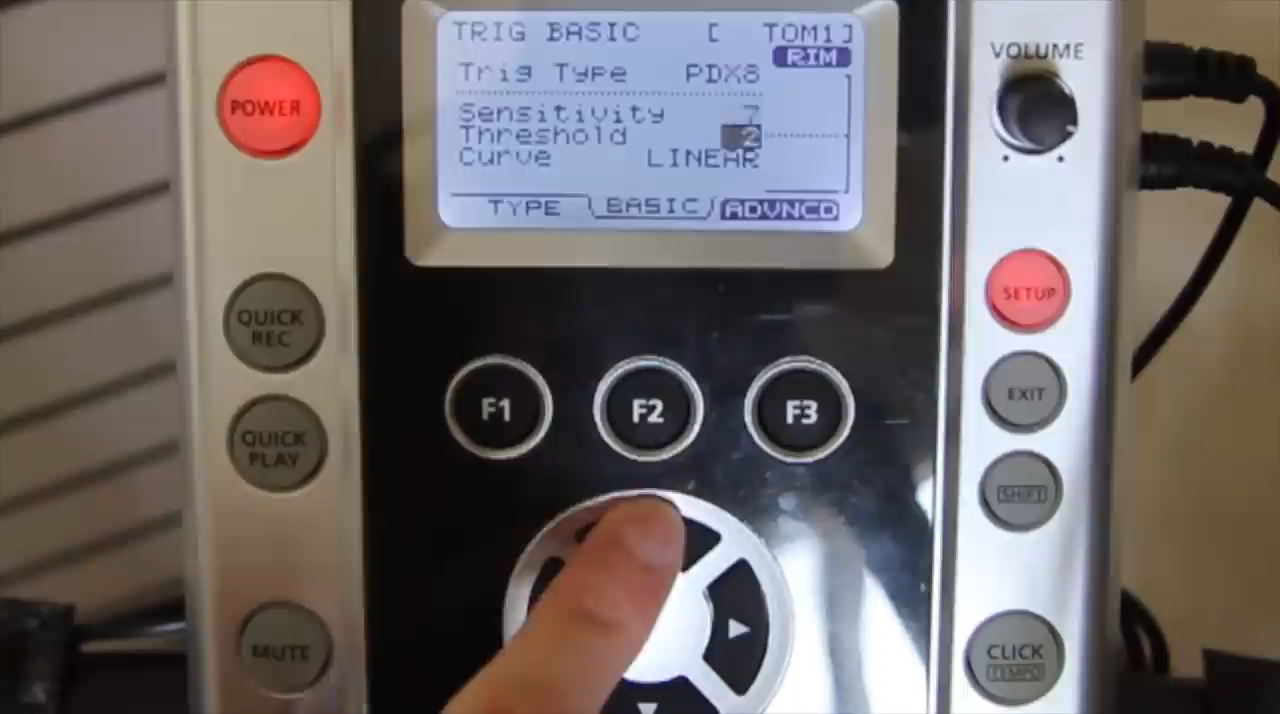 TRIG BASIC [ TOM1]
RIM
Trig Type PDX8
Sensitivity 7
Threshold 2
Curve LINEAR
TYPE BASIC ADVNCD
VOLUME
POWER
SETUP
QUICK
REC
EXIT
F1 F2 F3
QUICK
PLAY
SHIFT
MUTE
CLICK
TEMPO